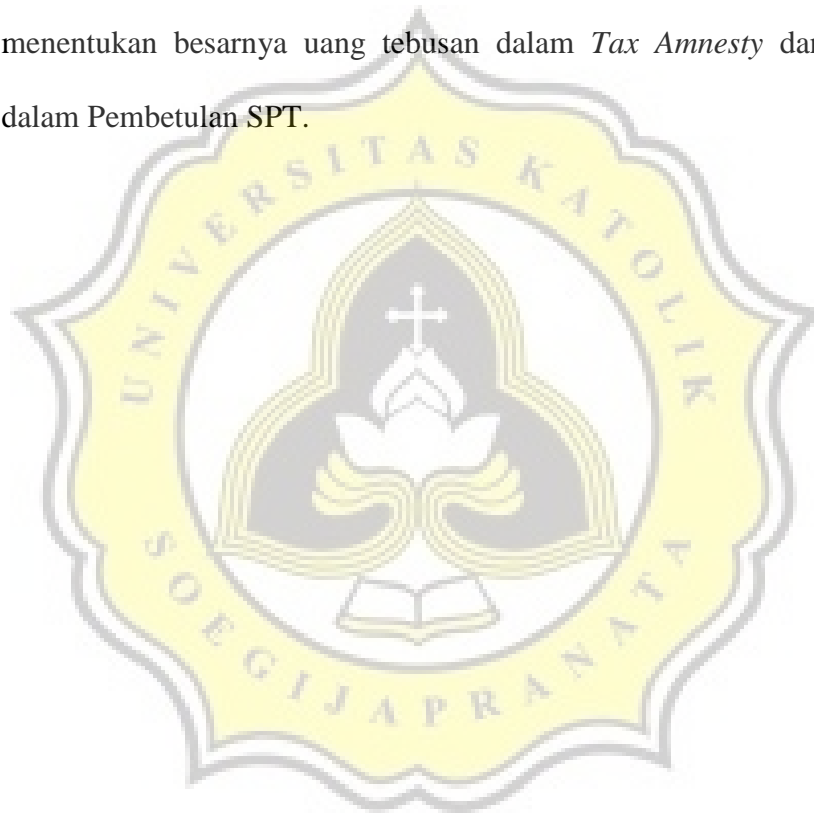 menentukan besarnya uang tebusan dalam Tax Amnesty dan
dalam Pembetulan SPT.
UNIVERSITAS KATOLIK
SOEGIJAPRANATA